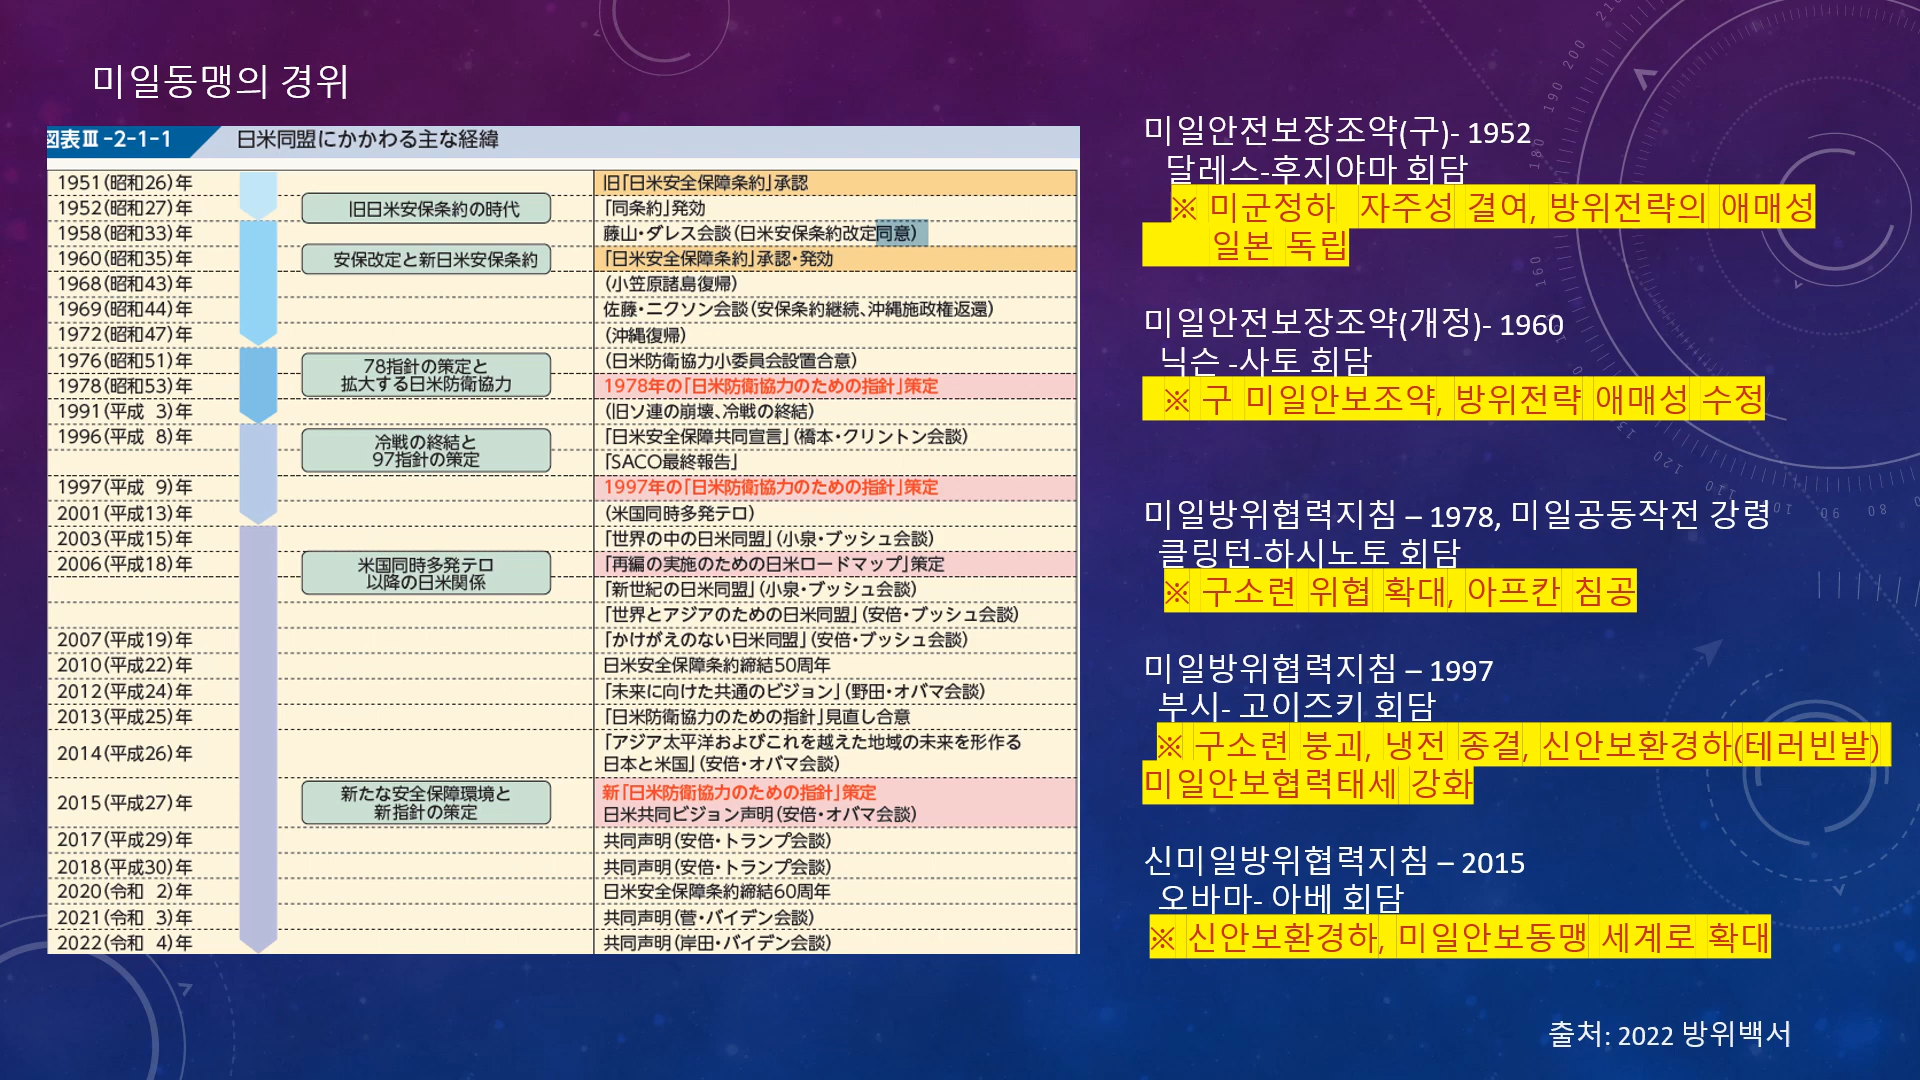 미일동맹의 경위
図表Ⅲ-2-1-1 日米同盟にかかわる主な経緯
1951(昭和26)年 旧「日米安全保障条約」承認
1952(昭和27)年 旧日米安保条約の時代 「同条約」発効
1958(昭和33)年 藤山・ダレス会談(日米安保条約改定同意)
1960(昭和35)年 安保改定と新日米安保条約 「日米安全保障条約」承認・発効
1968(昭和43)年 (小笠原諸島復帰)
1969(昭和44)年 佐藤・ニクソン会談(安保条約継続、沖縄施政権返還)
1972(昭和47)年 (沖縄復帰)
1976(昭和51)年 (日米防衛協力小委員会設置合意)
78指針の策定と
拡大する日米防衛協力
1978(昭和53)年 1978年の「日米防衛協力のための指針」策定
1991(平成 3)年 (旧ソ連の崩壊、冷戦の終結)
1996(平成 8)年 「日米安全保障共同宣言」(橋本・クリントン会談)
冷戦の終結と
97指針の策定
「SACO最終報告」
1997(平成 9)年 1997年の「日米防衛協力のための指針」策定
2001(平成13)年 (米国同時多発テロ)
2003(平成15)年 「世界の中の日米同盟」(小泉・ブッシュ会談)
2006(平成18)年 「再編の実施のための日米ロードマップ」策定
米国同時多発テロ
以降の日米関係
「新世紀の日米同盟」(小泉・ブッシュ会談)
「世界とアジアのための日米同盟」(安倍・ブッシュ会談)
2007(平成19)年 「かけがえのない日米同盟」(安倍・ブッシュ会談)
2010(平成22)年 日米安全保障条約締結50周年
2012(平成24)年 「未来に向けた共通のビジョン」(野田・オバマ会談)
2013(平成25)年 「日米防衛協力のための指針」見直し合意
2014(平成26)年 「アジア太平洋およびこれを越えた地域の未来を形作る
日本と米国」(安倍・オバマ会談)
2015(平成27)年 新「日米防衛協力のための指針」策定
日米共同ビジョン声明(安倍・オバマ会談)
新たな安全保障環境と
新指針の策定
2017(平成29)年 共同声明(安倍・トランプ会談)
2018(平成30)年 共同声明(安倍・トランプ会談)
2020(令和 2)年 日米安全保障条約締結60周年
2021(令和 3)年 共同声明(菅・バイデン会談)
2022(令和 4)年 共同声明(岸田・バイデン会談)
미일안전보장조약(구)- 1952
달레스-후지야마 회담
※ 미군정하 자주성 결여, 방위전략의 애매성
일본 독립
미일안전보장조약(개정)- 1960
닉슨 -사토 회담
※ 구 미일안보조약, 방위전략 애매성 수정
미일방위협력지침 – 1978, 미일공동작전 강령
클링턴-하시노토 회담
※ 구소련 위협 확대, 아프칸 침공
미일방위협력지침 – 1997
부시- 고이즈키 회담
※ 구소련 붕괴, 냉전 종결, 신안보환경하(테러빈발)
미일안보협력태세 강화
신미일방위협력지침 – 2015
오바마- 아베 회담
※ 신안보환경하, 미일안보동맹 세계로 확대
출처: 2022 방위백서
210
200
190
180
160
13
120
110
101
90
80